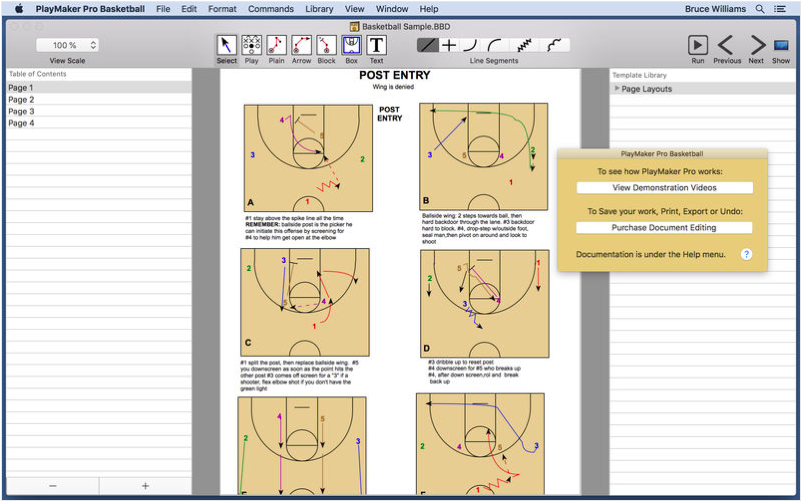 PlayMaker Pro Basketball File Edit Format Commands Library View Window Help Bruce Williams
Basketball Sample.BBD
100 %
View Scale
Select Play Plain Arrow Screen Box Text
Line Segments
Run Previous Next Show
Table of Contents
Page 1
Page 2
Page 3
Page 4
Template Library
Page Layouts
POST ENTRY
Wing is denied
POST
ENTRY
4
5
3
2
1
A
3
5
4
2
1
B
#1 stay above the spike line all the time
REMEMBER: ballside post is the picker he
can initiate this offense by screening for
#4 to help him get open at the elbow
Ballside wing: 2 steps towards ball, then
hard backdoor through the lane. #3 backdoor
hard to block. #4, drop-step w/outside foot,
seal man,then pivot on around and look to
shoot
2
3
5
4
1
C
2
5
1
3
4
D
#1 split the post, then replace ballside wing. #5
you downscreen as soon as the point hits the
other post #3 comes off screen for a "3" if a
shooter, flex elbow shot if you don't have the
green light
#3 dribble up to reset post
#4 downscreen for #5 who breaks up
#4, after down screen,rol and break
back up
4
5
2
3
2
4
5
3
1
PlayMaker Pro Basketball
To see how PlayMaker Pro works:
View Demonstration Videos
To Save your work, Print, Export or Undo:
Purchase Document Editing
Documentation is under the Help menu.
?